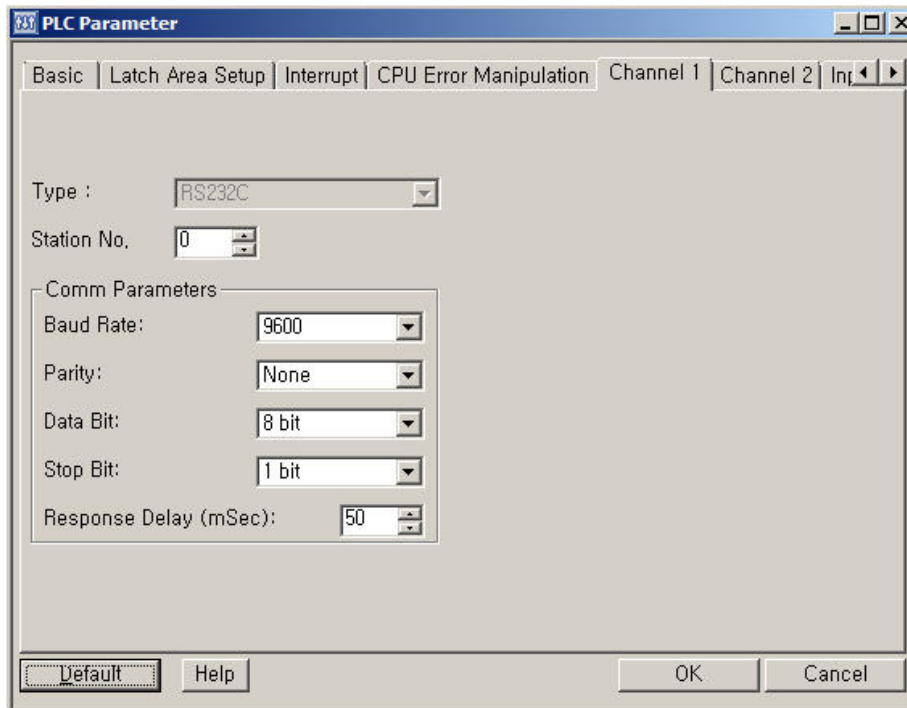 PLC Parameter
Basic Latch Area Setup Interrupt CPU Error Manipulation Channel 1 Channel 2 Inp
Type : RS232C
Station No, 0
Comm Parameters
Baud Rate: 9600
Parity: None
Data Bit: 8 bit
Stop Bit: 1 bit
Response Delay (mSec): 50
Default Help OK Cancel